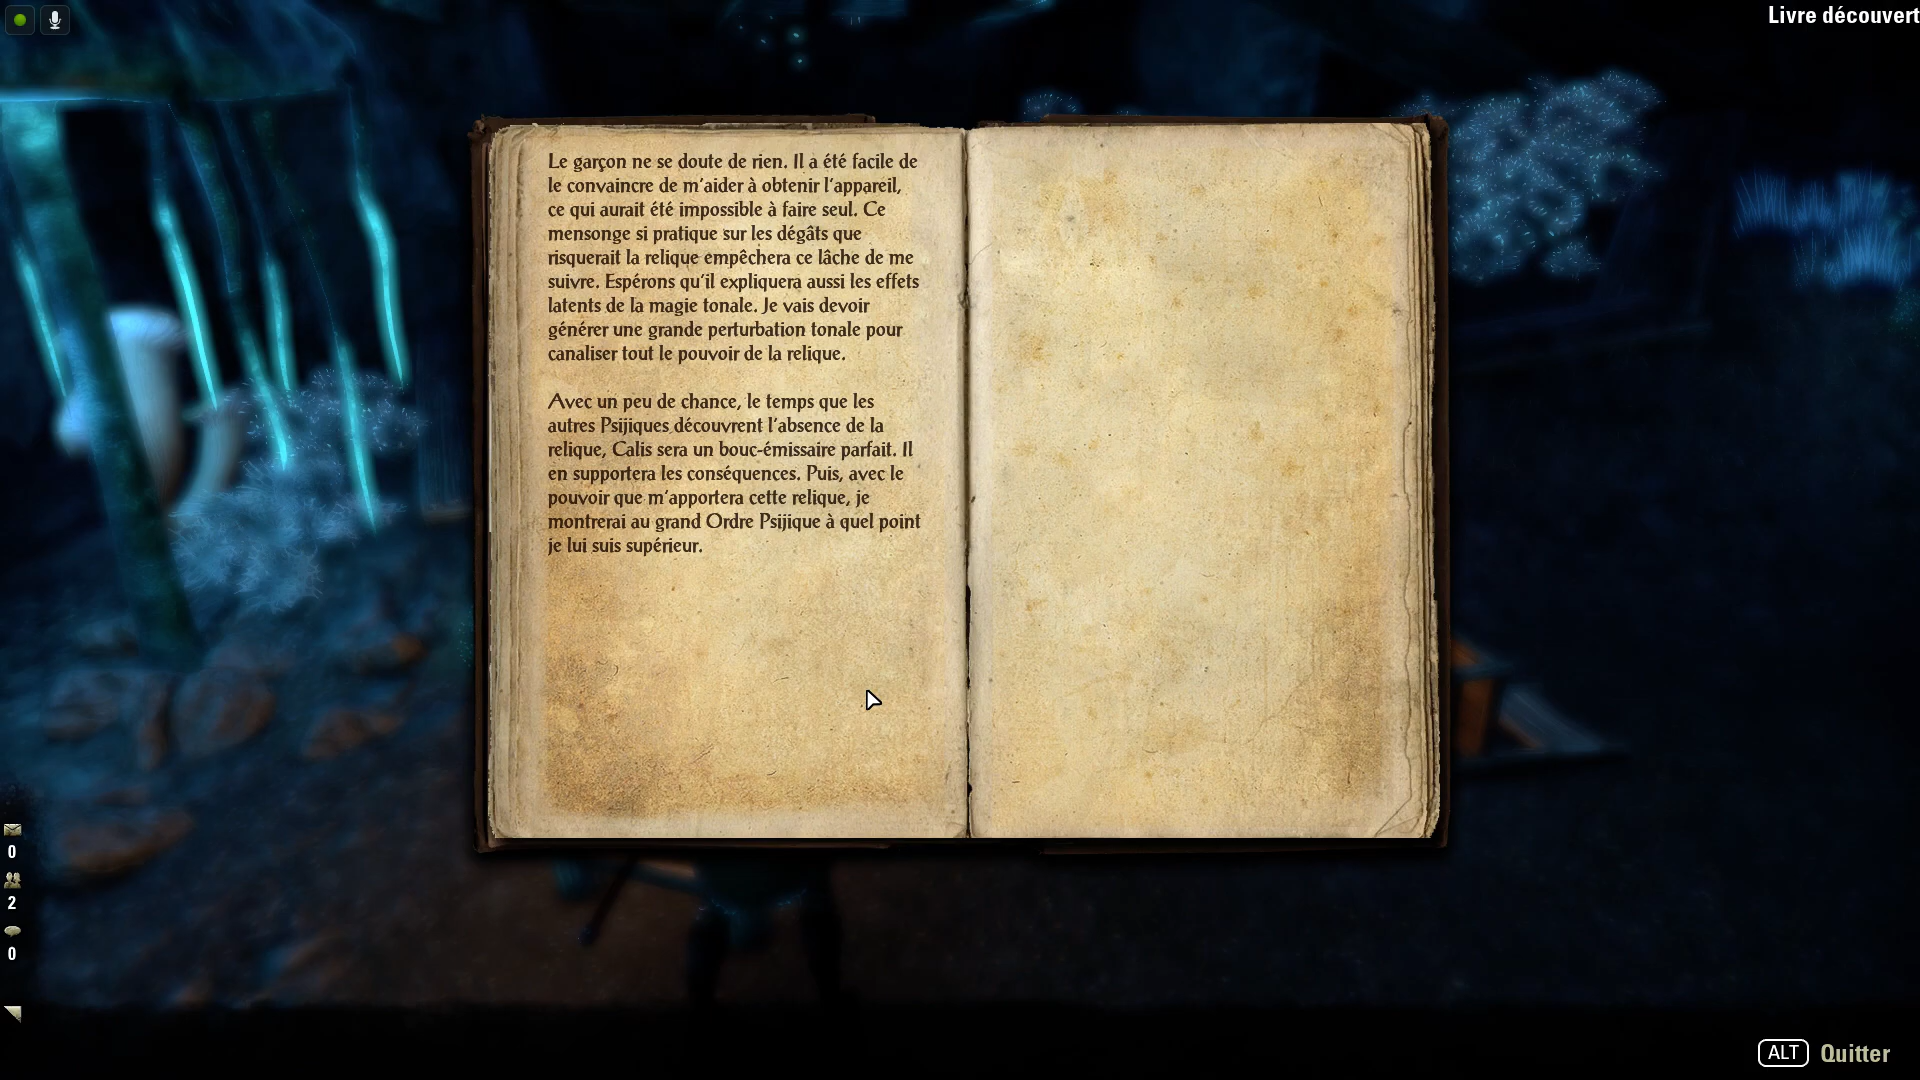 Livre découvert
Le garçon ne se doute de rien. Il a été facile de
le convaincre de m'aider à obtenir l'appareil,
ce qui aurait été impossible à faire seul. Ce
mensonge si pratique sur les dégâts que
risquerait la relique empêchera ce lâche de me
suivre. Espérons qu'il expliquera aussi les effets
latents de la magie tonale. Je vais devoir
générer une grande perturbation tonale pour
canaliser tout le pouvoir de la relique.
Avec un peu de chance, le temps que les
autres Psijiques découvrent l'absence de la
relique, Calis sera un bouc-émissaire parfait. Il
en supportera les conséquences. Puis, avec le
pouvoir que m'apportera cette relique, je
montrerai au grand Ordre Psijique à quel point
je lui suis supérieur.
0
2
0
ALT Quitter